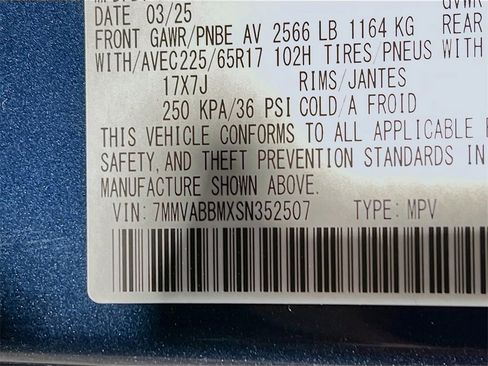 DATE 03/25 GVWR
FRONT GAWR/PNBE AV 2566 LB 1164 KG REAR
WITH/AVEC225/65R17 102H TIRES/PNEUS WITH
17X7J RIMS/JANTES
250 KPA/36 PSI COLD/A FROID
THIS VEHICLE CONFORMS TO ALL APPLICABLE
SAFETY, AND THEFT PREVENTION STANDARDS IN
MANUFACTURE SHOWN ABOVE.
VIN: 7MMVABBMXSN352507 TYPE: MPV